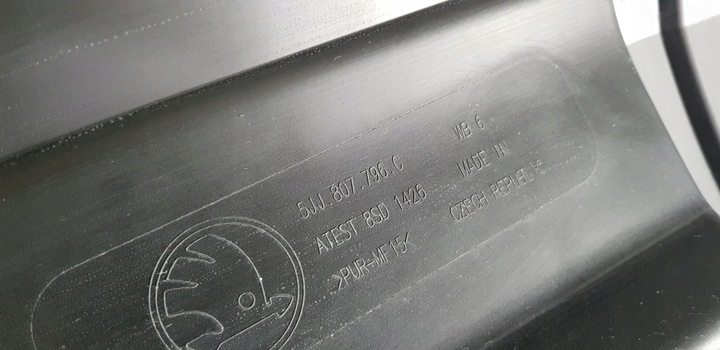 5JJ.807.796.C
ATEST 8SD 1426
>PUR-MF15<
WB 6
MADE IN
CZECH REPUBLIC